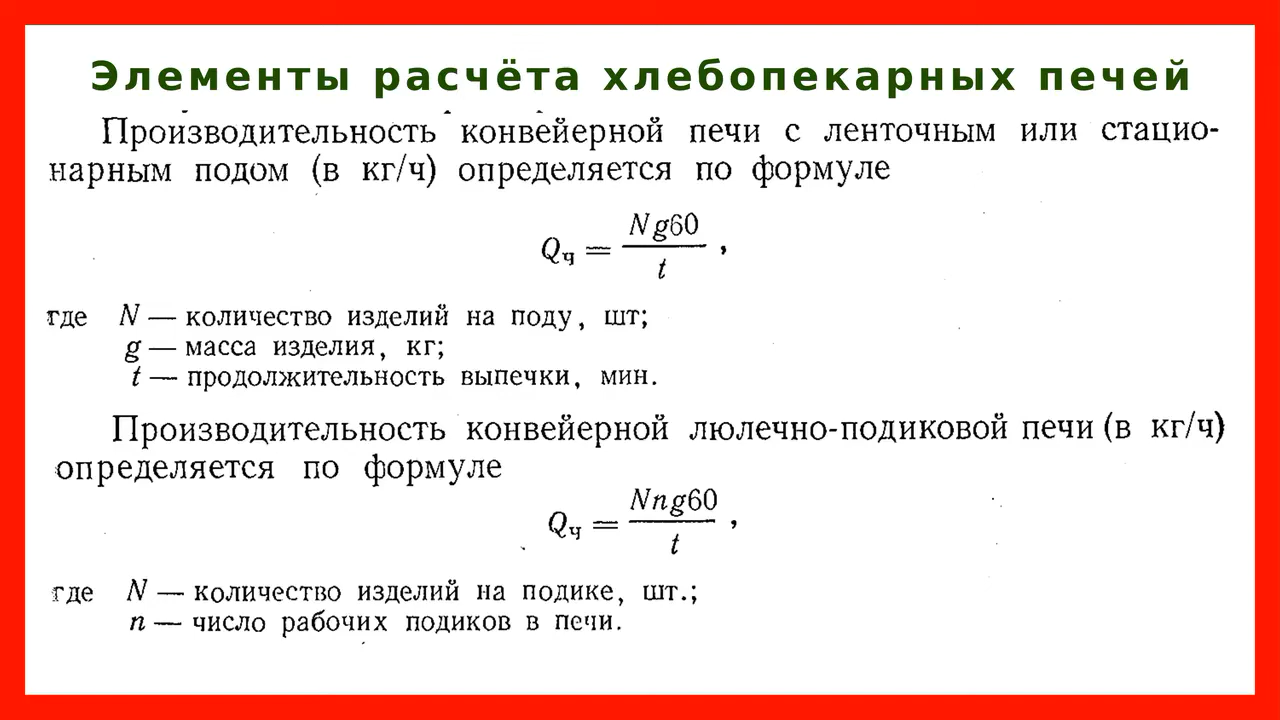 Элементы расчёта хлебопекарных печей
Производительность конвейерной печи с ленточным или стацио-
нарным подом (в кг/ч) определяется по формуле
Qч = Ng60 / t ,
где N — количество изделий на поду, шт;
g — масса изделия, кг;
t — продолжительность выпечки, мин.
Производительность конвейерной люлечно-подиковой печи (в кг/ч)
определяется по формуле
Qч = Nng60 / t ,
где N — количество изделий на подике, шт.;
n — число рабочих подиков в печи.